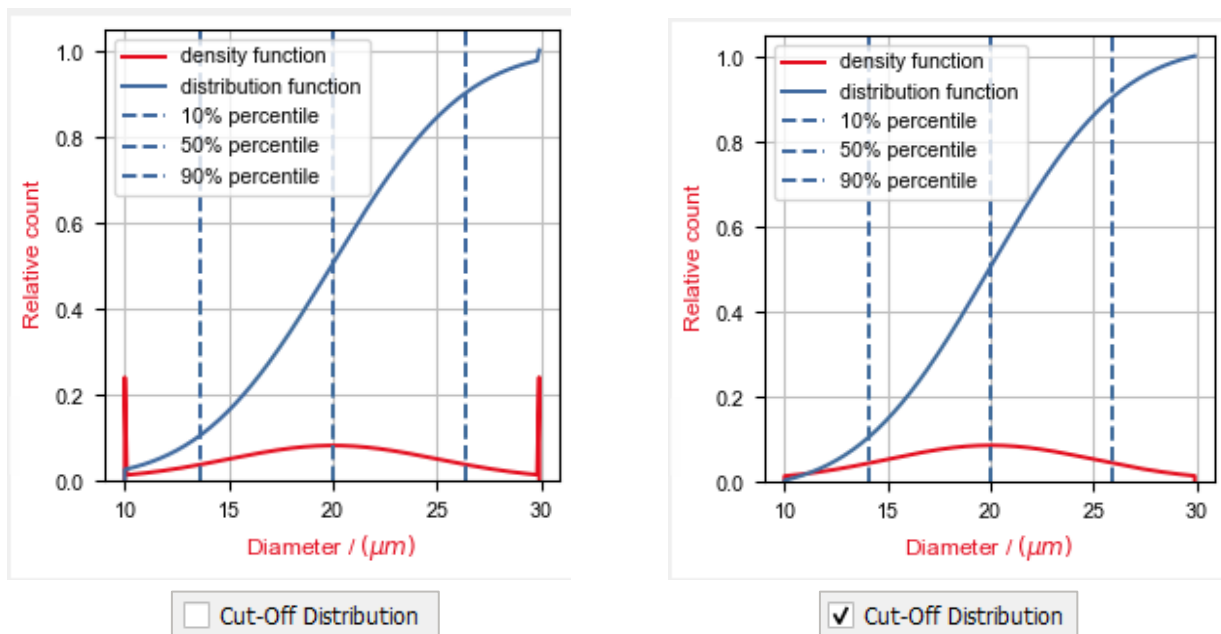 1.0
0.8
0.6
0.4
0.2
0.0
Relative count
density function
distribution function
10% percentile
50% percentile
90% percentile
10 15 20 25 30
Diameter / (μm)
Cut-Off Distribution
1.0
0.8
0.6
0.4
0.2
0.0
Relative count
density function
distribution function
10% percentile
50% percentile
90% percentile
10 15 20 25 30
Diameter / (μm)
Cut-Off Distribution